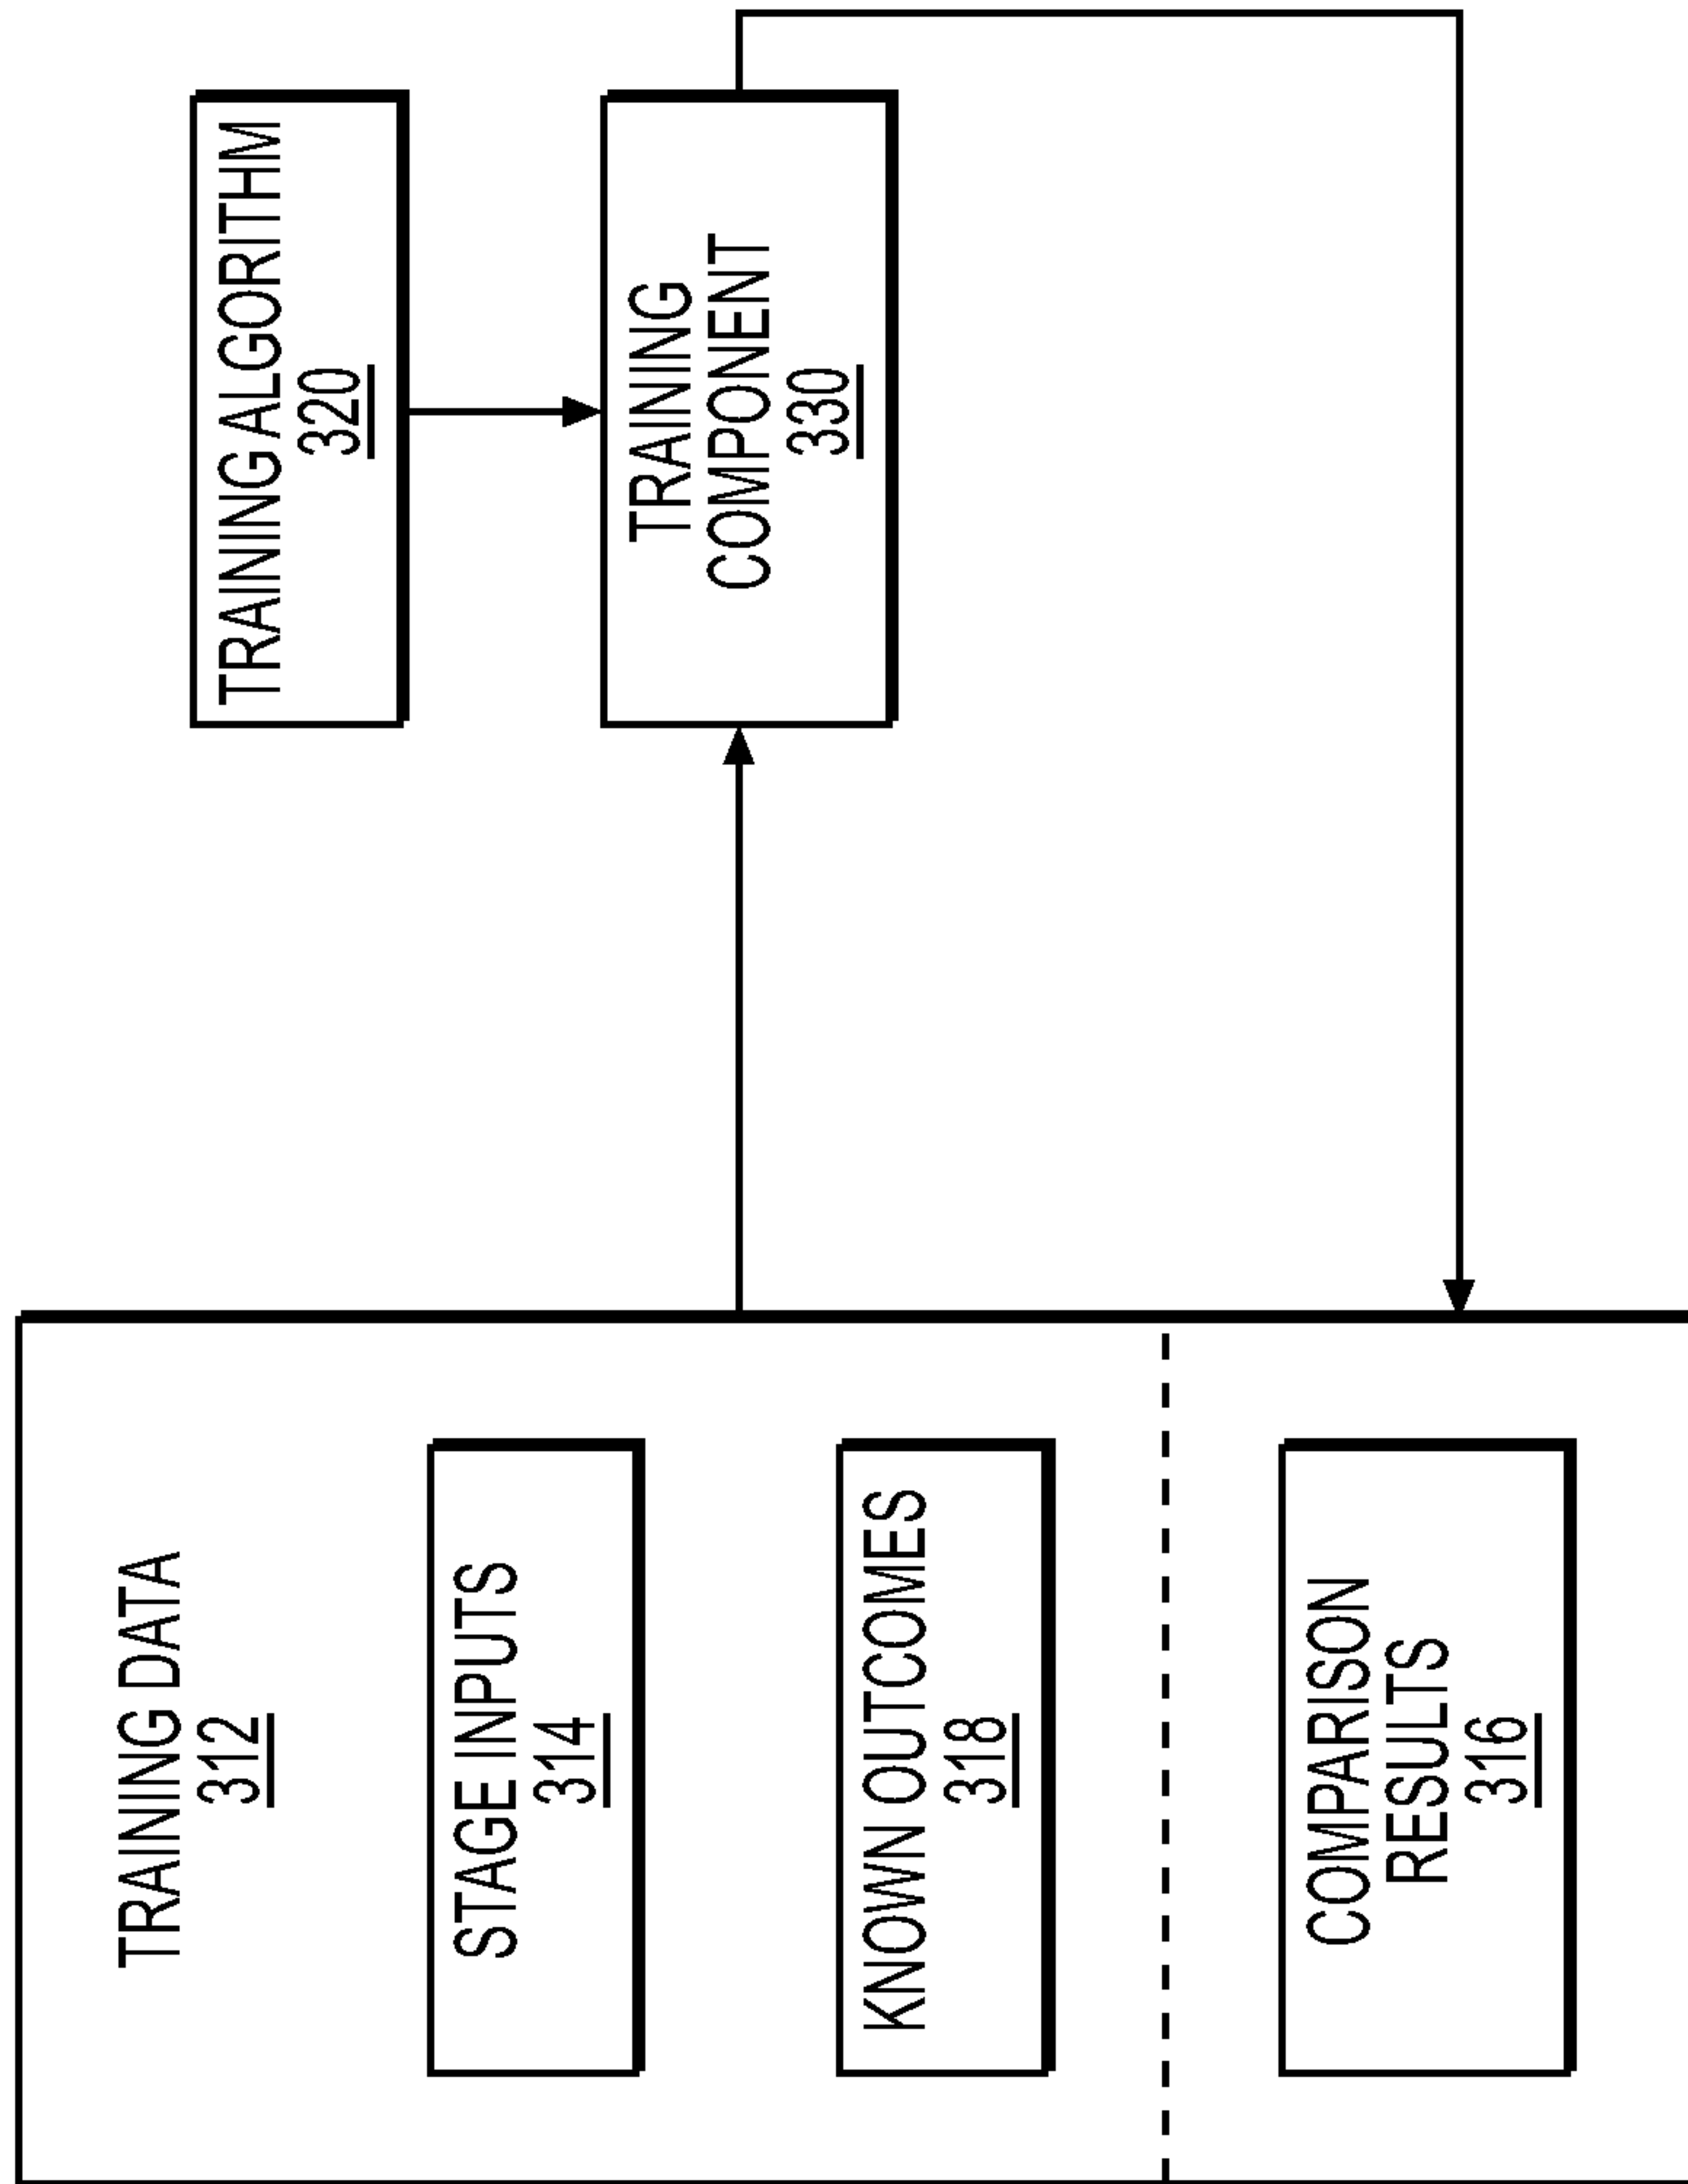 TRAINING DATA
312
STAGE INPUTS
314
KNOWN OUTCOMES
318
COMPARISON
RESULTS
316
TRAINING ALGORITHM
320
TRAINING
COMPONENT
330